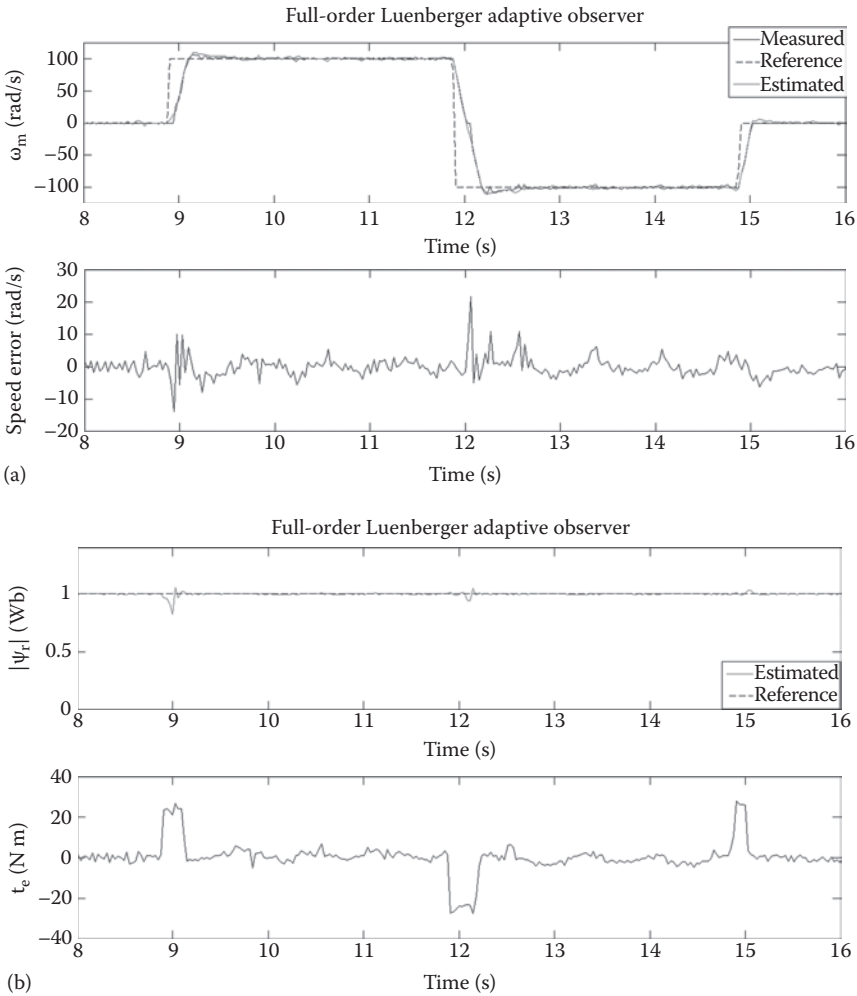 Full-order Luenberger adaptive observer
Measured
Reference
Estimated
100
50
0
−50
−100
ω_m (rad/s)
8 9 10 11 12 13 14 15 16
Time (s)
30
20
10
0
−10
−20
Speed error (rad/s)
8 9 10 11 12 13 14 15 16
Time (s)
(a)
Full-order Luenberger adaptive observer
1
0.5
0
|ψ_r| (Wb)
Estimated
Reference
8 9 10 11 12 13 14 15 16
Time (s)
40
20
0
−20
−40
t_e (N m)
8 9 10 11 12 13 14 15 16
Time (s)
(b)